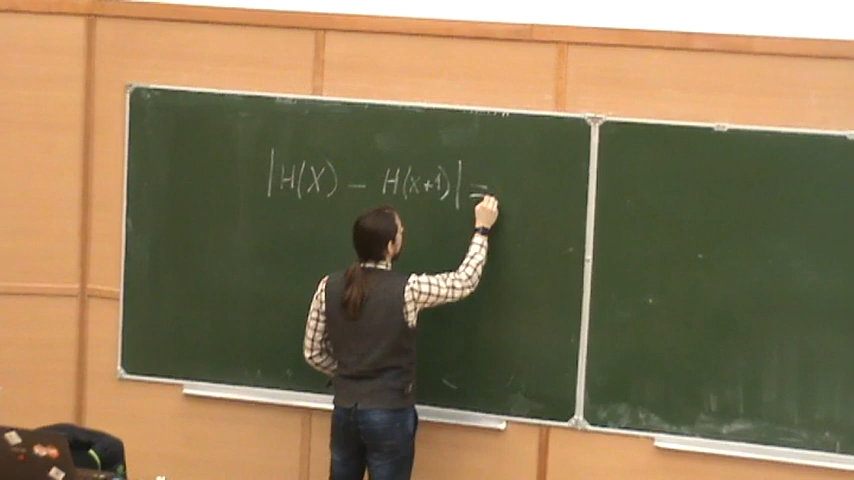 |H(X) - H(x+1)| =